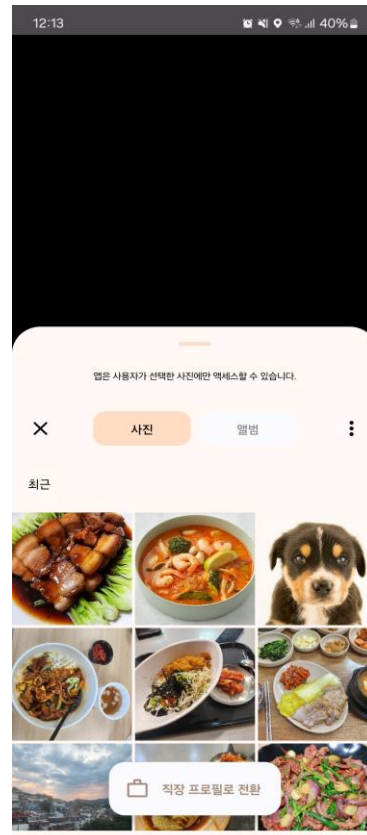 12:13
40%
앱은 사용자가 선택한 사진에만 액세스할 수 있습니다.
사진
앨범
최근
직장 프로필로 전환